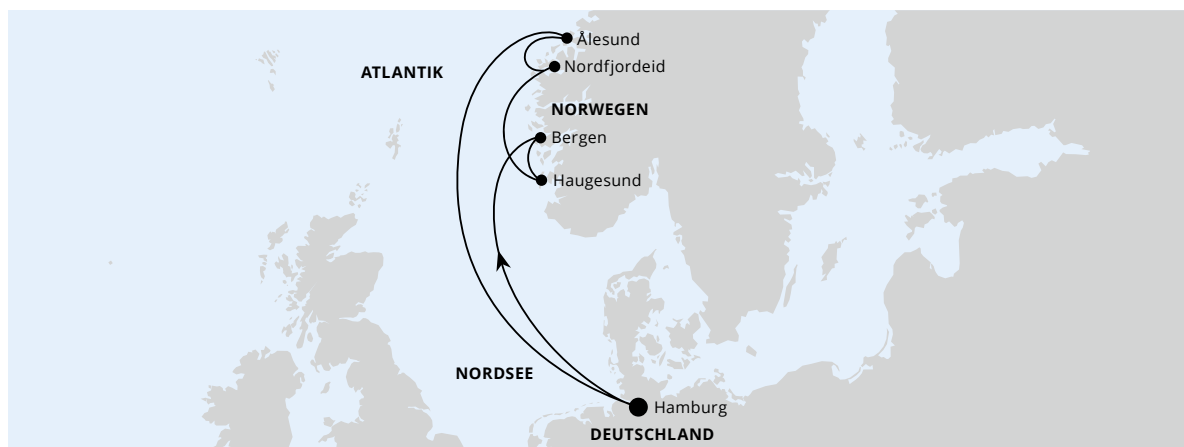 Ålesund
Nordfjordeid
ATLANTIK
NORWEGEN
Bergen
Haugesund
NORDSEE
Hamburg
DEUTSCHLAND